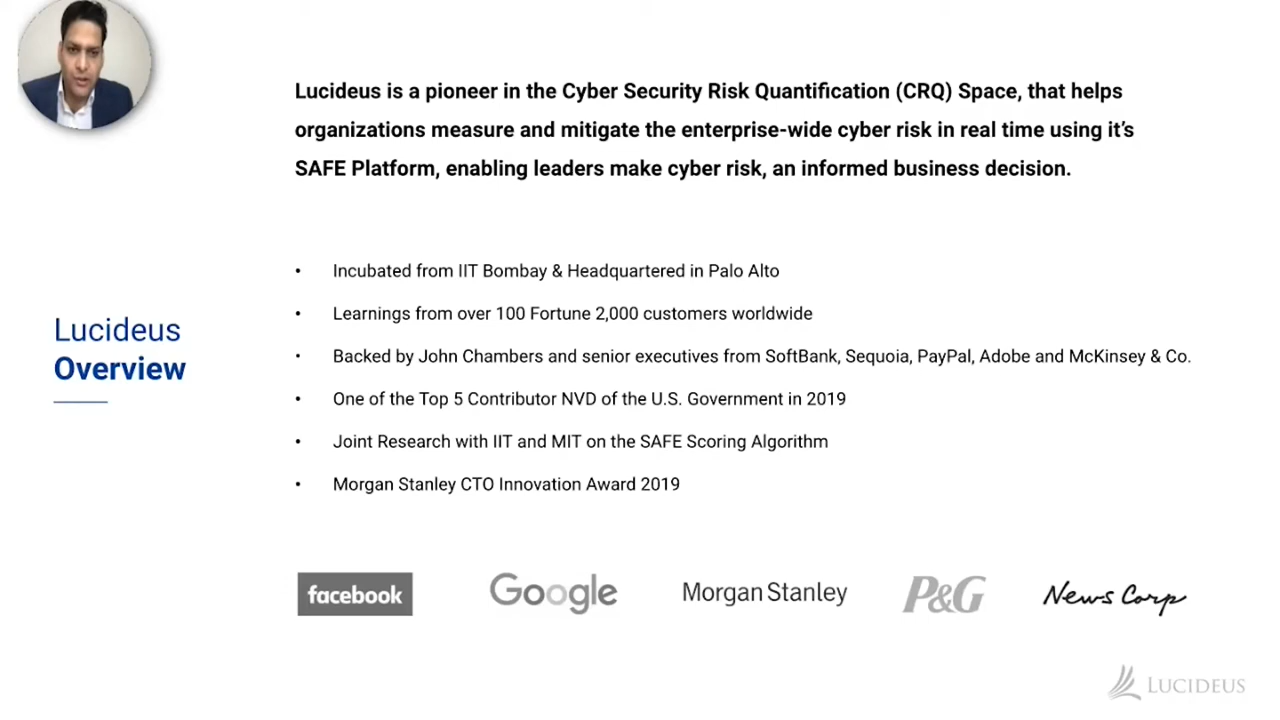 Lucideus is a pioneer in the Cyber Security Risk Quantification (CRQ) Space, that helps
organizations measure and mitigate the enterprise-wide cyber risk in real time using it's
SAFE Platform, enabling leaders make cyber risk, an informed business decision.
Lucideus
Overview
• Incubated from IIT Bombay & Headquartered in Palo Alto
• Learnings from over 100 Fortune 2,000 customers worldwide
• Backed by John Chambers and senior executives from SoftBank, Sequoia, PayPal, Adobe and McKinsey & Co.
• One of the Top 5 Contributor NVD of the U.S. Government in 2019
• Joint Research with IIT and MIT on the SAFE Scoring Algorithm
• Morgan Stanley CTO Innovation Award 2019
facebook Google Morgan Stanley P&G News Corp
LUCIDEUS